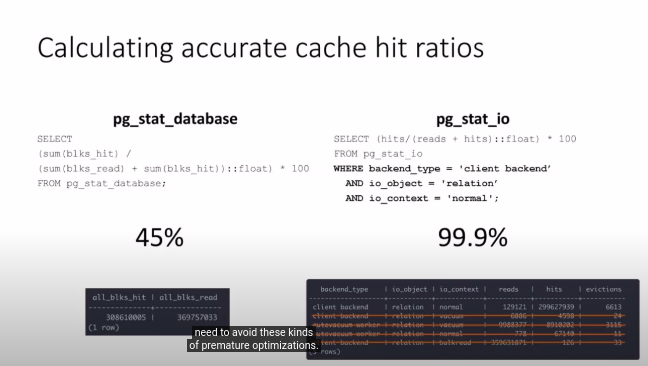 Calculating accurate cache hit ratios
pg_stat_database
SELECT
(sum(blks_hit) /
(sum(blks_read) + sum(blks_hit))::float) * 100
FROM pg_stat_database;
45%
all_blks_hit | all_blks_read
308610005 | 369757033
(1 row)
pg_stat_io
SELECT (hits/(reads + hits)::float) * 100
FROM pg_stat_io
WHERE backend_type = 'client backend’
AND io_object = 'relation’
AND io_context = 'normal';
99.9%
backend_type | io_object | io_context | reads | hits | evictions
client backend | relation | normal | 129121 | 299627939 | 6613
client backend | relation | vacuum | 6886 | 4598 | 24
autovacuum worker | relation | vacuum | 9988377 | 8910202 | 3115
autovacuum worker | relation | normal | 778 | 67140 | 11
client backend | relation | bulkread | 359631871 | 126 | 33
rows)
need to avoid these kinds
of premature optimizations.